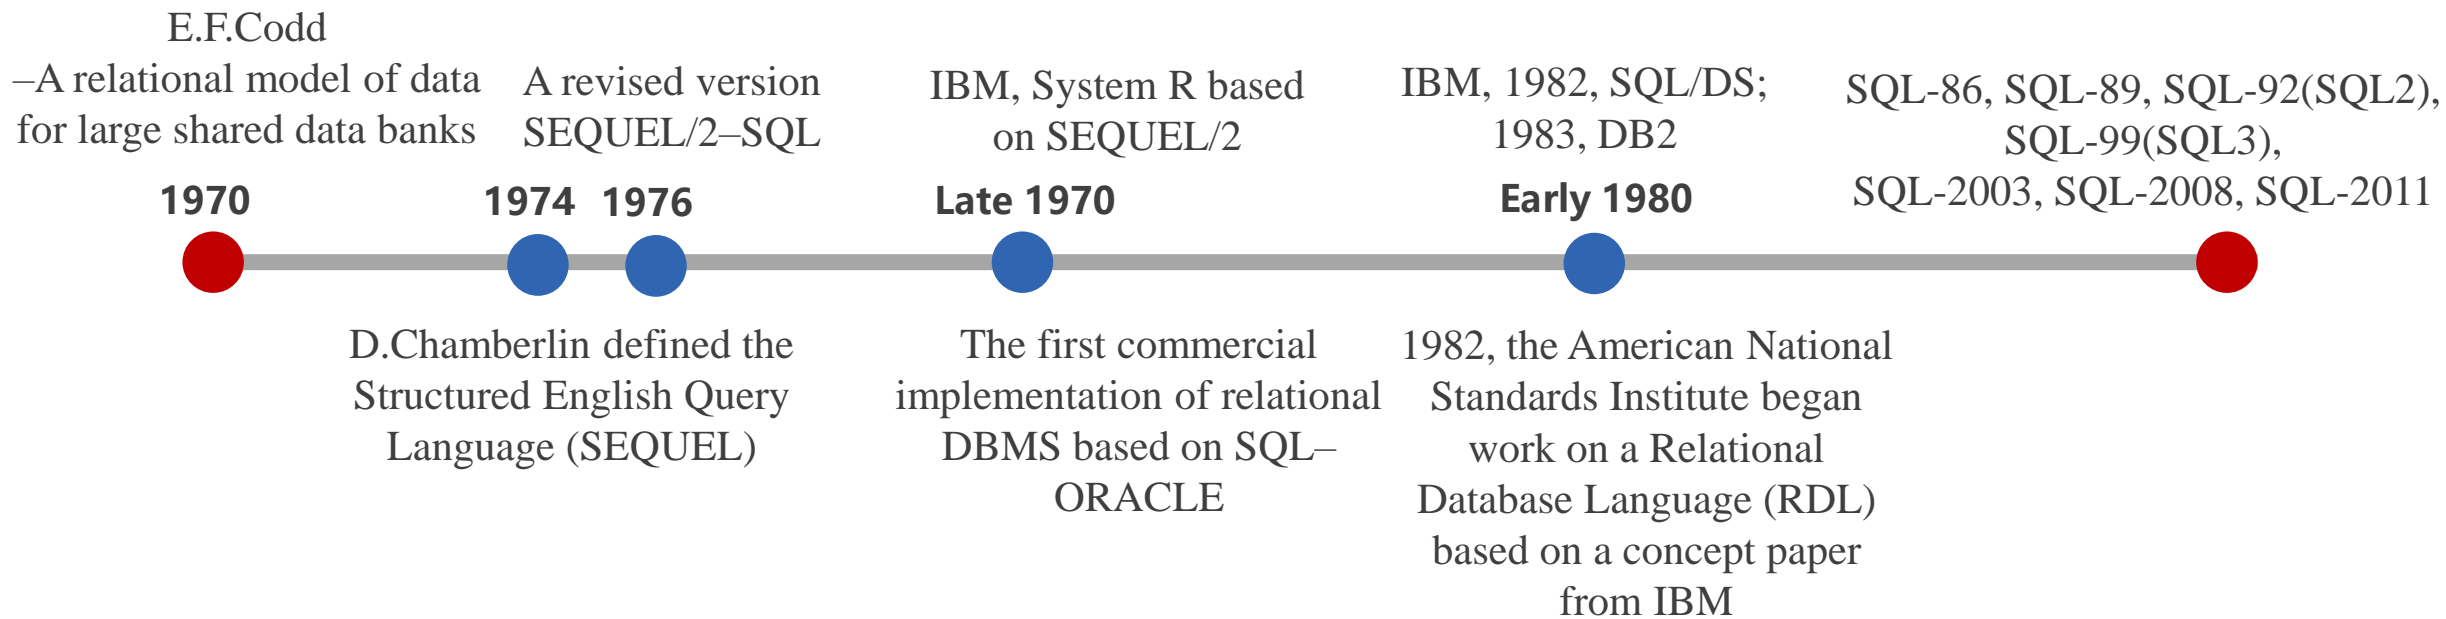 E.F.Codd
–A relational model of data
for large shared data banks
1970
1974
D.Chamberlin defined the
Structured English Query
Language (SEQUEL)
A revised version
SEQUEL/2–SQL
1976
IBM, System R based
on SEQUEL/2
Late 1970
The first commercial
implementation of relational
DBMS based on SQL–
ORACLE
IBM, 1982, SQL/DS;
1983, DB2
Early 1980
1982, the American National
Standards Institute began
work on a Relational
Database Language (RDL)
based on a concept paper
from IBM
SQL-86, SQL-89, SQL-92(SQL2),
SQL-99(SQL3),
SQL-2003, SQL-2008, SQL-2011